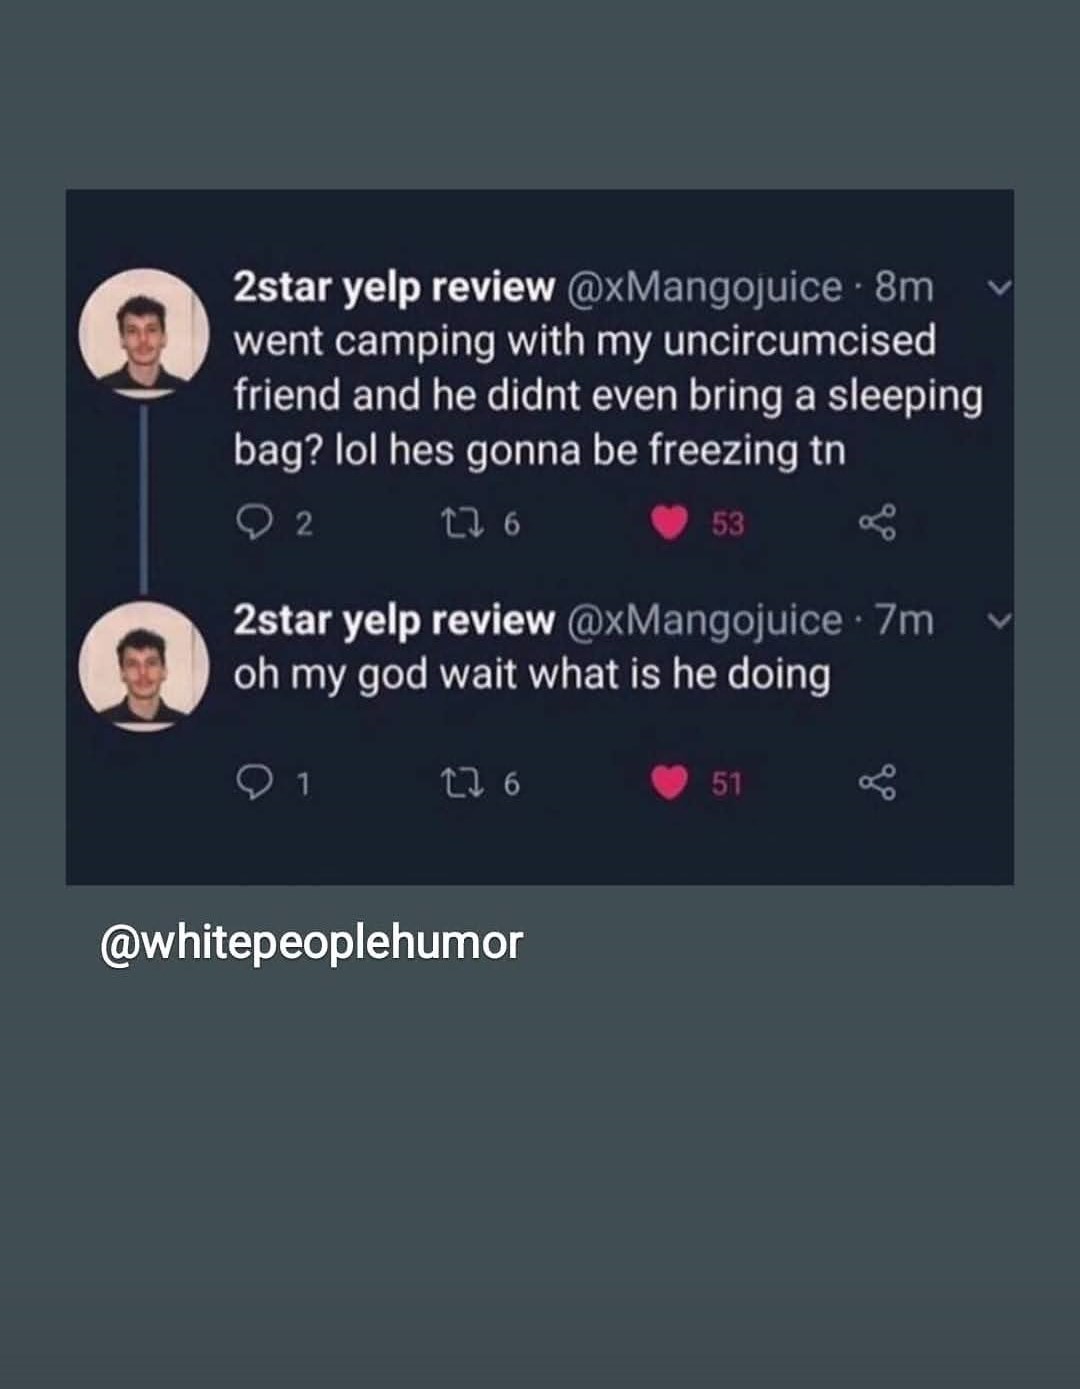 2star yelp review @xMangojuice · 8m
went camping with my uncircumcised
friend and he didnt even bring a sleeping
bag? lol hes gonna be freezing tn
2 6 53
2star yelp review @xMangojuice · 7m
oh my god wait what is he doing
1 6 51
@whitepeoplehumor